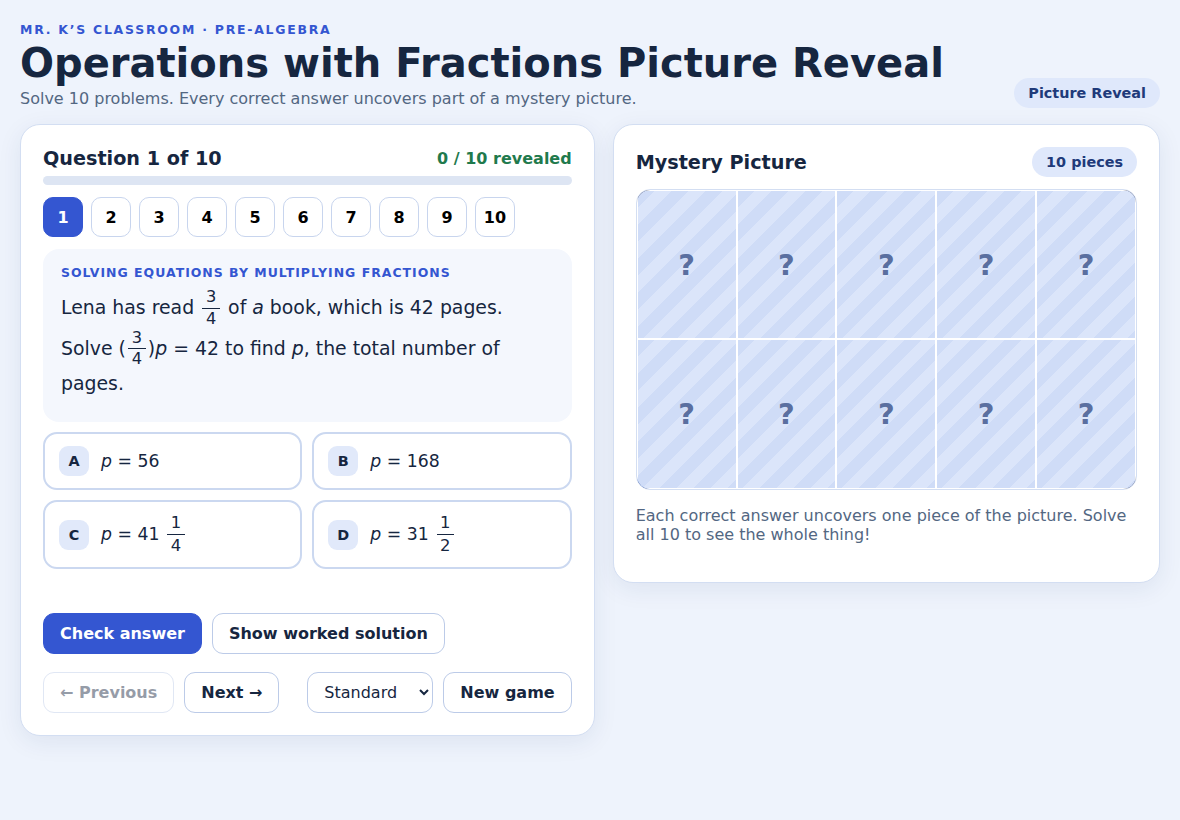 MR. K’S CLASSROOM · PRE-ALGEBRA
Operations with Fractions Picture Reveal
Solve 10 problems. Every correct answer uncovers part of a mystery picture.
Picture Reveal
Question 1 of 10
0 / 10 revealed
1 2 3 4 5 6 7 8 9 10
SOLVING EQUATIONS BY MULTIPLYING FRACTIONS
Lena has read 3/4 of a book, which is 42 pages.
Solve (3/4)p = 42 to find p, the total number of
pages.
A p = 56
B p = 168
C p = 41 1/4
D p = 31 1/2
Check answer
Show worked solution
← Previous
Next →
Standard
New game
Mystery Picture
10 pieces
? ? ? ? ?
? ? ? ? ?
Each correct answer uncovers one piece of the picture. Solve
all 10 to see the whole thing!